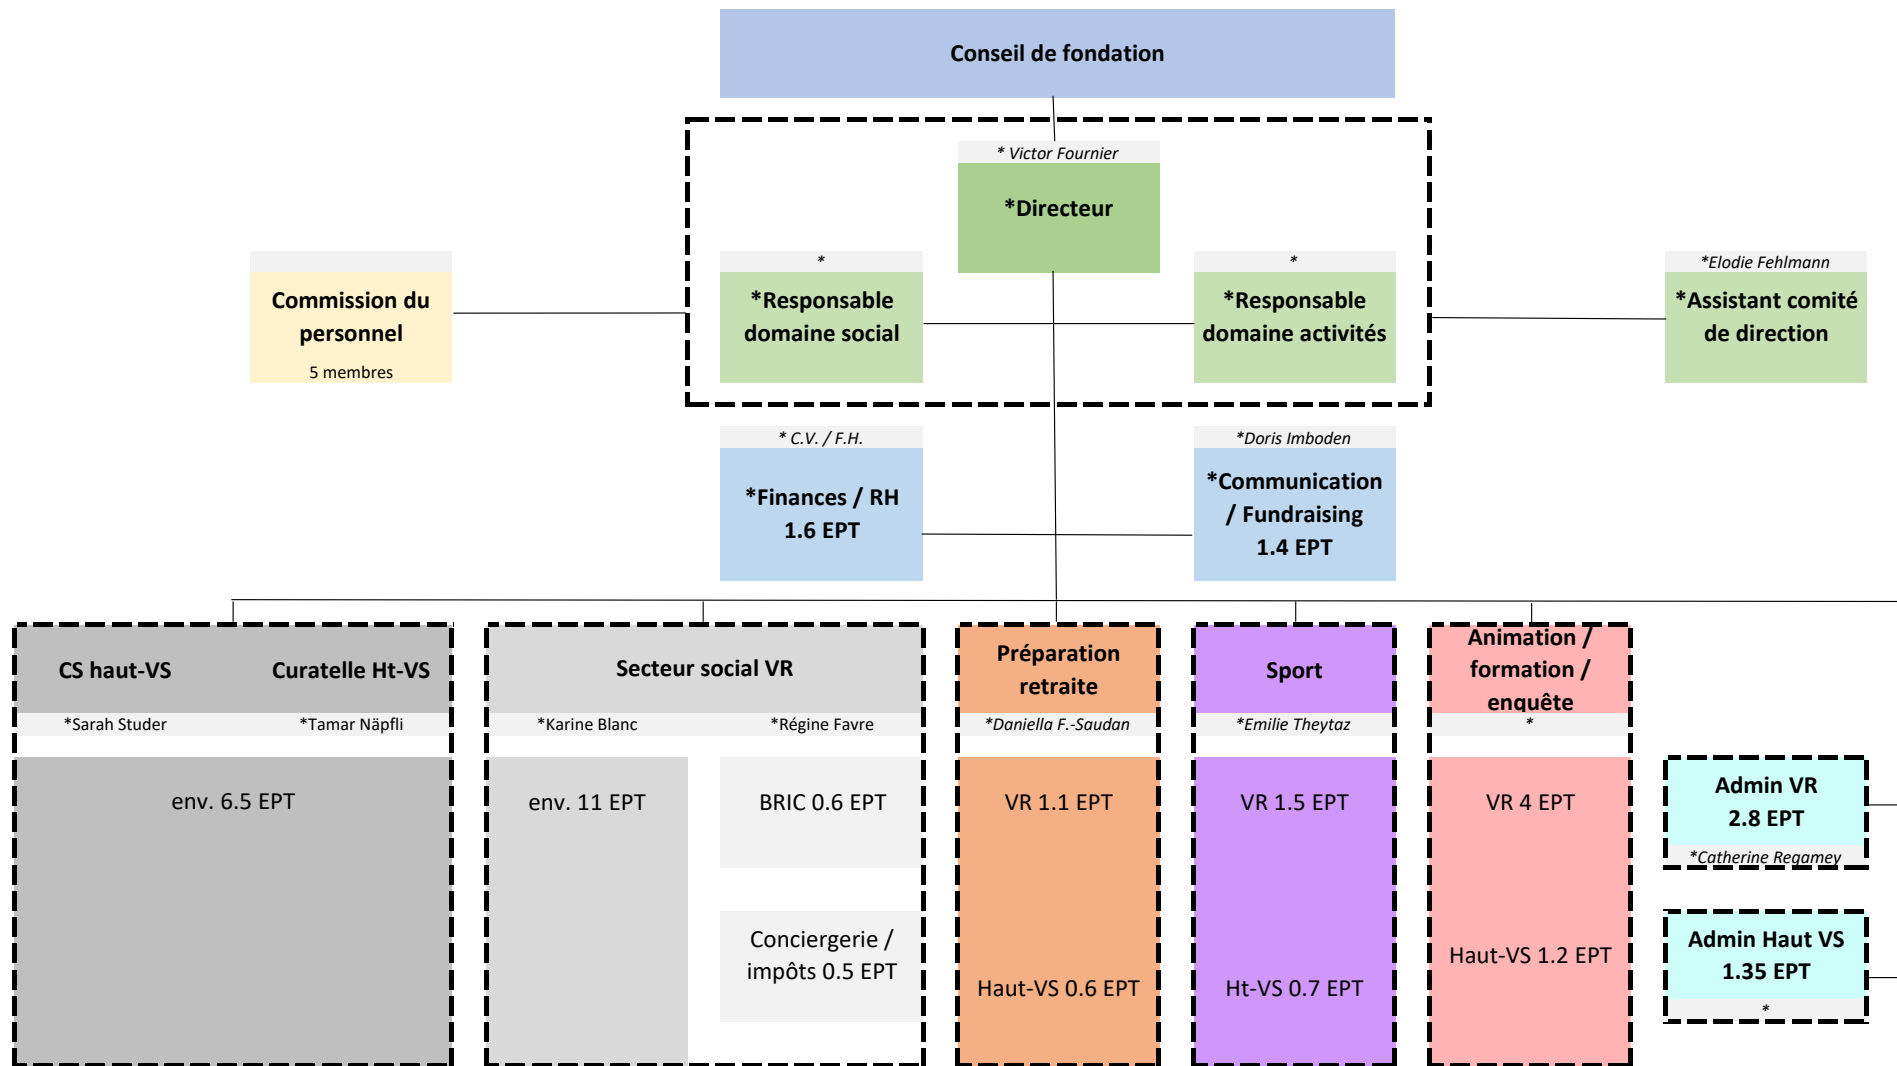 Conseil de fondation
* Victor Fournier
*Directeur
*
*
*Elodie Fehlmann
Commission du
personnel
5 membres
*Responsable
domaine social
*Responsable
domaine activités
*Assistant comité
de direction
* C.V. / F.H.
*Doris Imboden
*Finances / RH
1.6 EPT
*Communication
/ Fundraising
1.4 EPT
CS haut-VS
Curatelle Ht-VS
Secteur social VR
Préparation
retraite
Sport
Animation /
formation /
enquête
*Sarah Studer
*Tamar Näpfli
*Karine Blanc
*Régine Favre
*Daniella F.-Saudan
*Emilie Theytaz
*
env. 6.5 EPT
env. 11 EPT
BRIC 0.6 EPT
VR 1.1 EPT
VR 1.5 EPT
VR 4 EPT
Admin VR
2.8 EPT
*Catherine Regamey
Conciergerie /
impôts 0.5 EPT
Haut-VS 0.6 EPT
Ht-VS 0.7 EPT
Haut-VS 1.2 EPT
Admin Haut VS
1.35 EPT
*